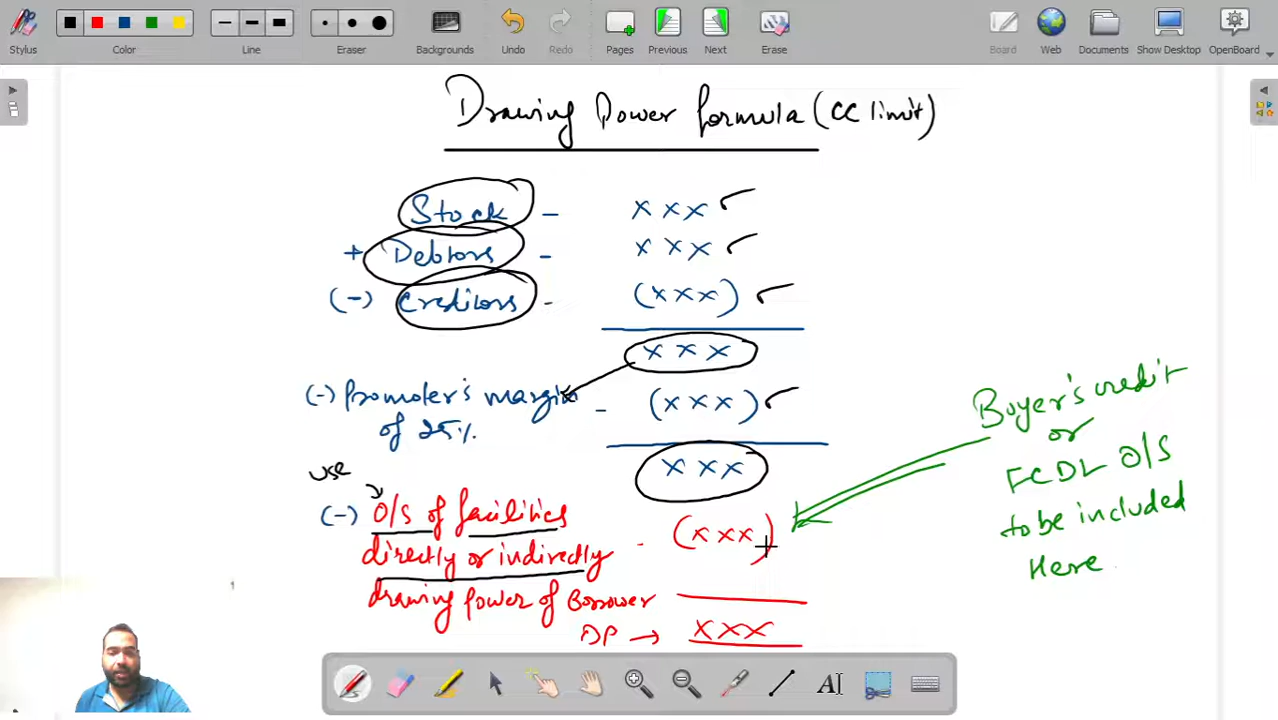 Stylus
Color
Line
Eraser
Backgrounds
Undo
Redo
Pages
Previous
Next
Erase
Board
Web
Documents
Show Desktop
OpenBoard
Drawing Power formula (CC limit)
Stock - xxx
+ Debtors - xxx
(-) Creditors - (xxx)
xxx
(-) Promoter's margin - (xxx)
of 25%
xxx
use
(-) O/S of facilities
directly or indirectly - (xxx)
drawing power of Borrower
DP → xxx
Buyer's credit
or
FCDL O/S
to be included
Here